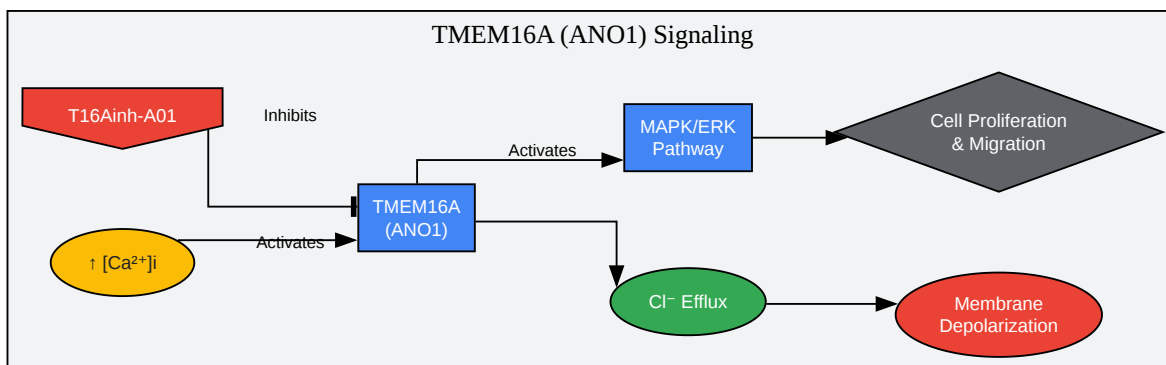 TMEM16A (ANO1) Signaling
T16Ainh-A01
Inhibits
MAPK/ERK
Pathway
Cell Proliferation
& Migration
Activates
TMEM16A
(ANO1)
Activates
↑ [Ca²⁺]i
Cl⁻ Efflux
Membrane
Depolarization